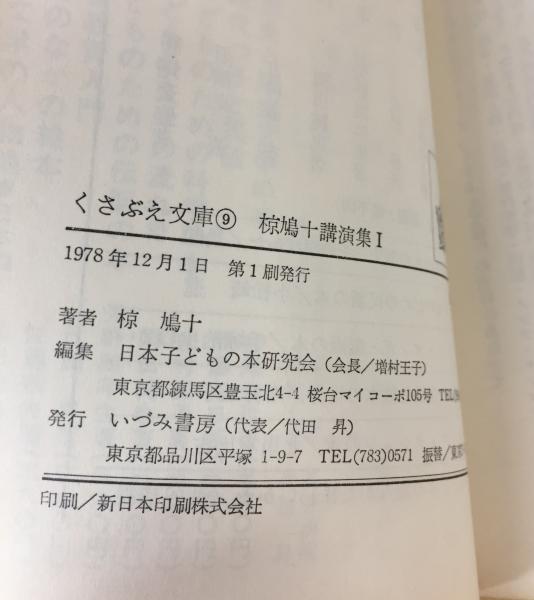 くさぶえ文庫⑨ 椋鳩十講演集Ⅰ
1978年12月1日 第1刷発行
著者 椋 鳩十
編集 日本子どもの本研究会(会長/増村王子)
東京都練馬区豊玉北4-4 桜台マイコーポ105号 TEL
発行 いづみ書房(代表/代田 昇)
東京都品川区平塚 1-9-7 TEL(783)0571 振替/東京
印刷/新日本印刷株式会社